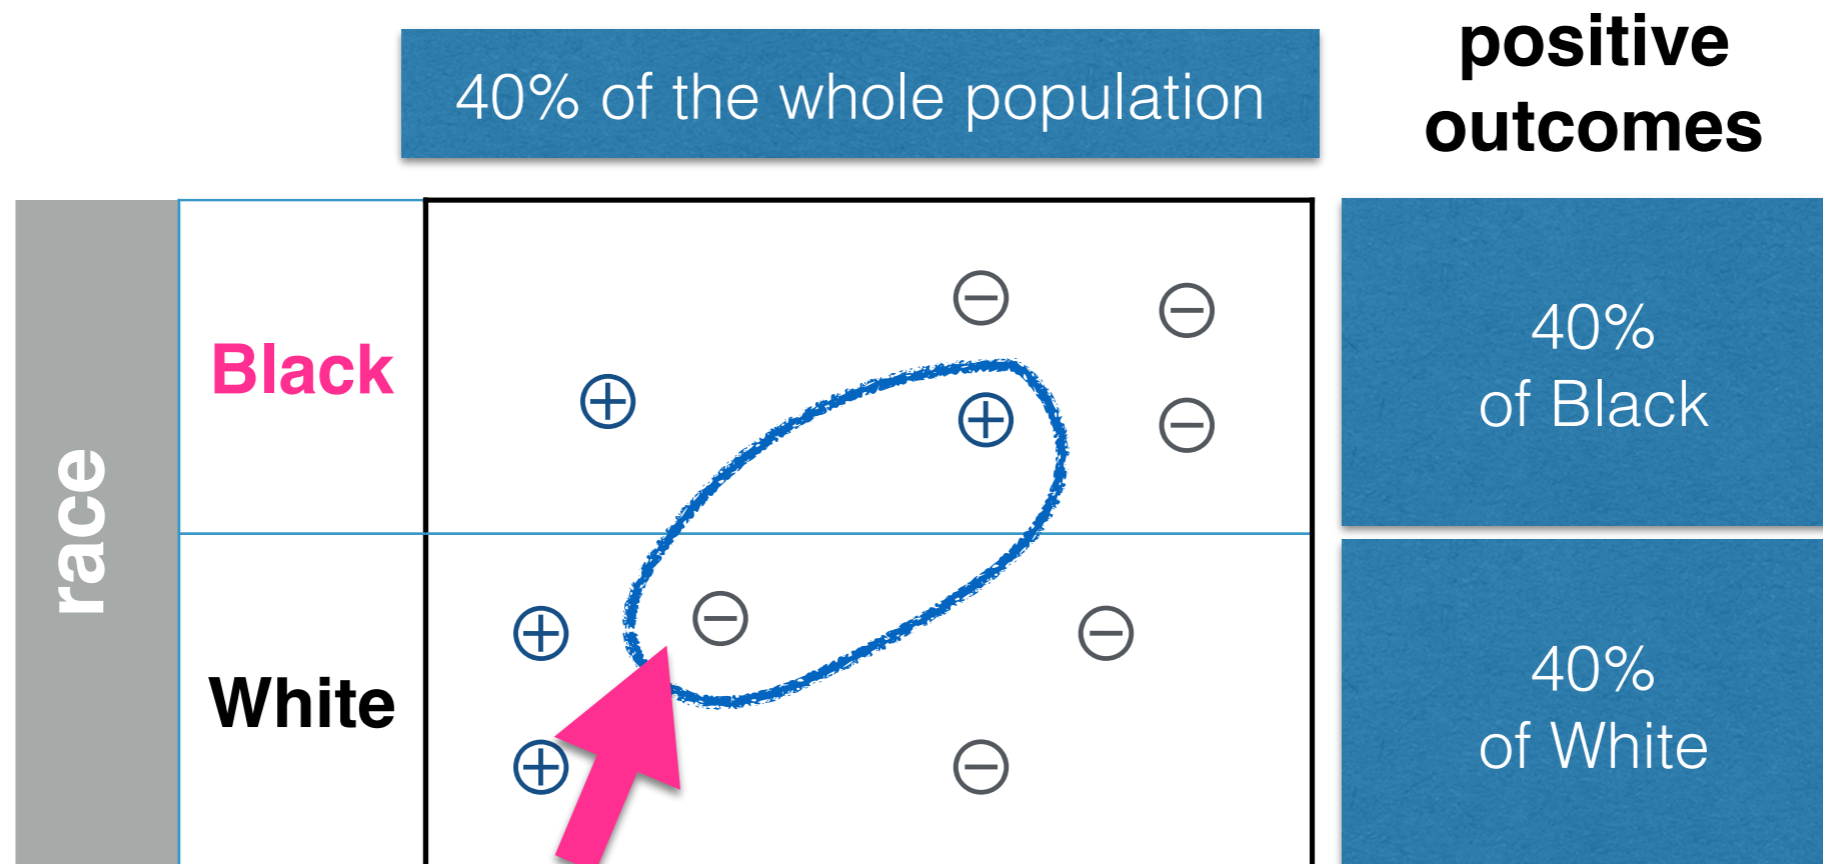 positive
outcomes
40% of the whole population
race
Black
40%
of Black
White
40%
of White